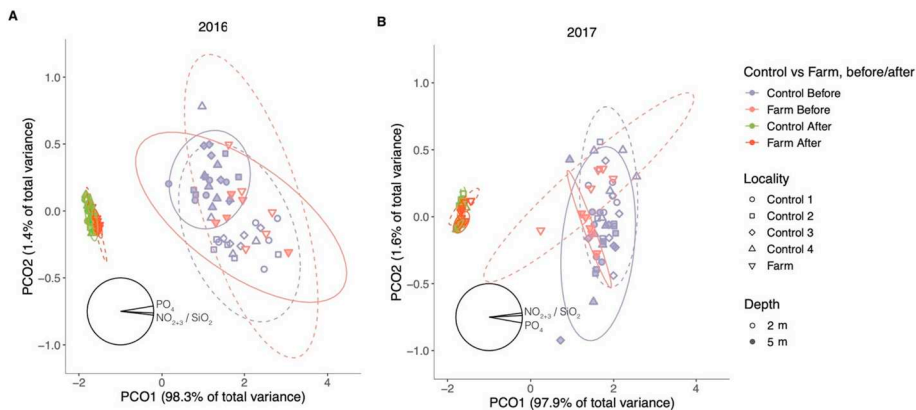 A
2016
PCO2 (1.4% of total variance)
1.0
0.5
0.0
−0.5
−1.0
PO4
NO2+3 / SiO2
−2
0
2
4
PCO1 (98.3% of total variance)
B
2017
PCO2 (1.6% of total variance)
1.0
0.5
0.0
−0.5
−1.0
NO2+3 / SiO2
PO4
−2
0
2
4
PCO1 (97.9% of total variance)
Control vs Farm, before/after
Control Before
Farm Before
Control After
Farm After
Locality
Control 1
Control 2
Control 3
Control 4
Farm
Depth
2 m
5 m